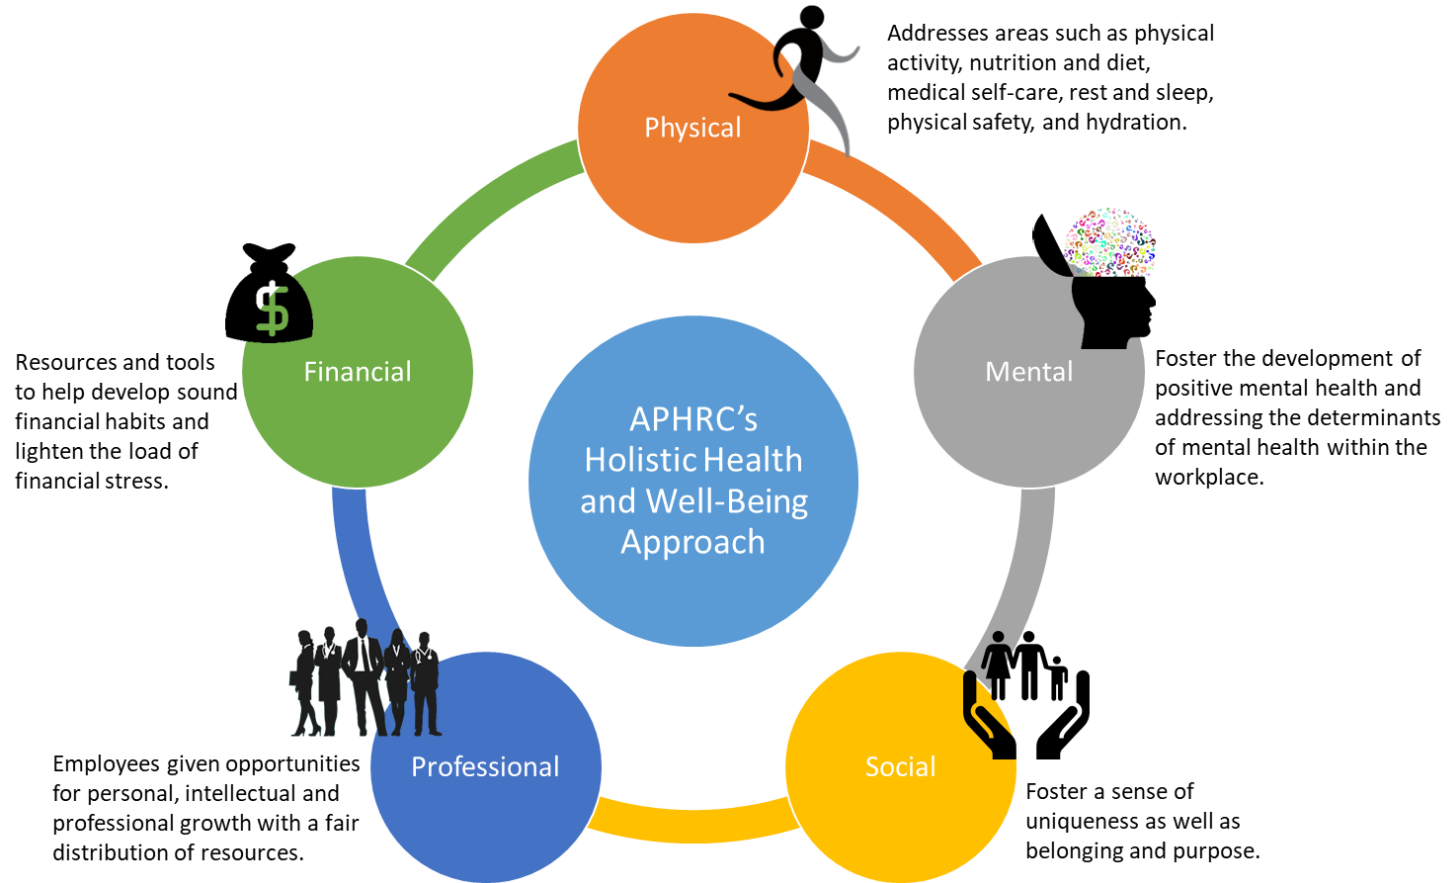 Physical
Addresses areas such as physical
activity, nutrition and diet,
medical self-care, rest and sleep,
physical safety, and hydration.
Mental
Foster the development of
positive mental health and
addressing the determinants
of mental health within the
workplace.
Social
Foster a sense of
uniqueness as well as
belonging and purpose.
Professional
Employees given opportunities
for personal, intellectual and
professional growth with a fair
distribution of resources.
Financial
$
Resources and tools
to help develop sound
financial habits and
lighten the load of
financial stress.
APHRC’s
Holistic Health
and Well-Being
Approach